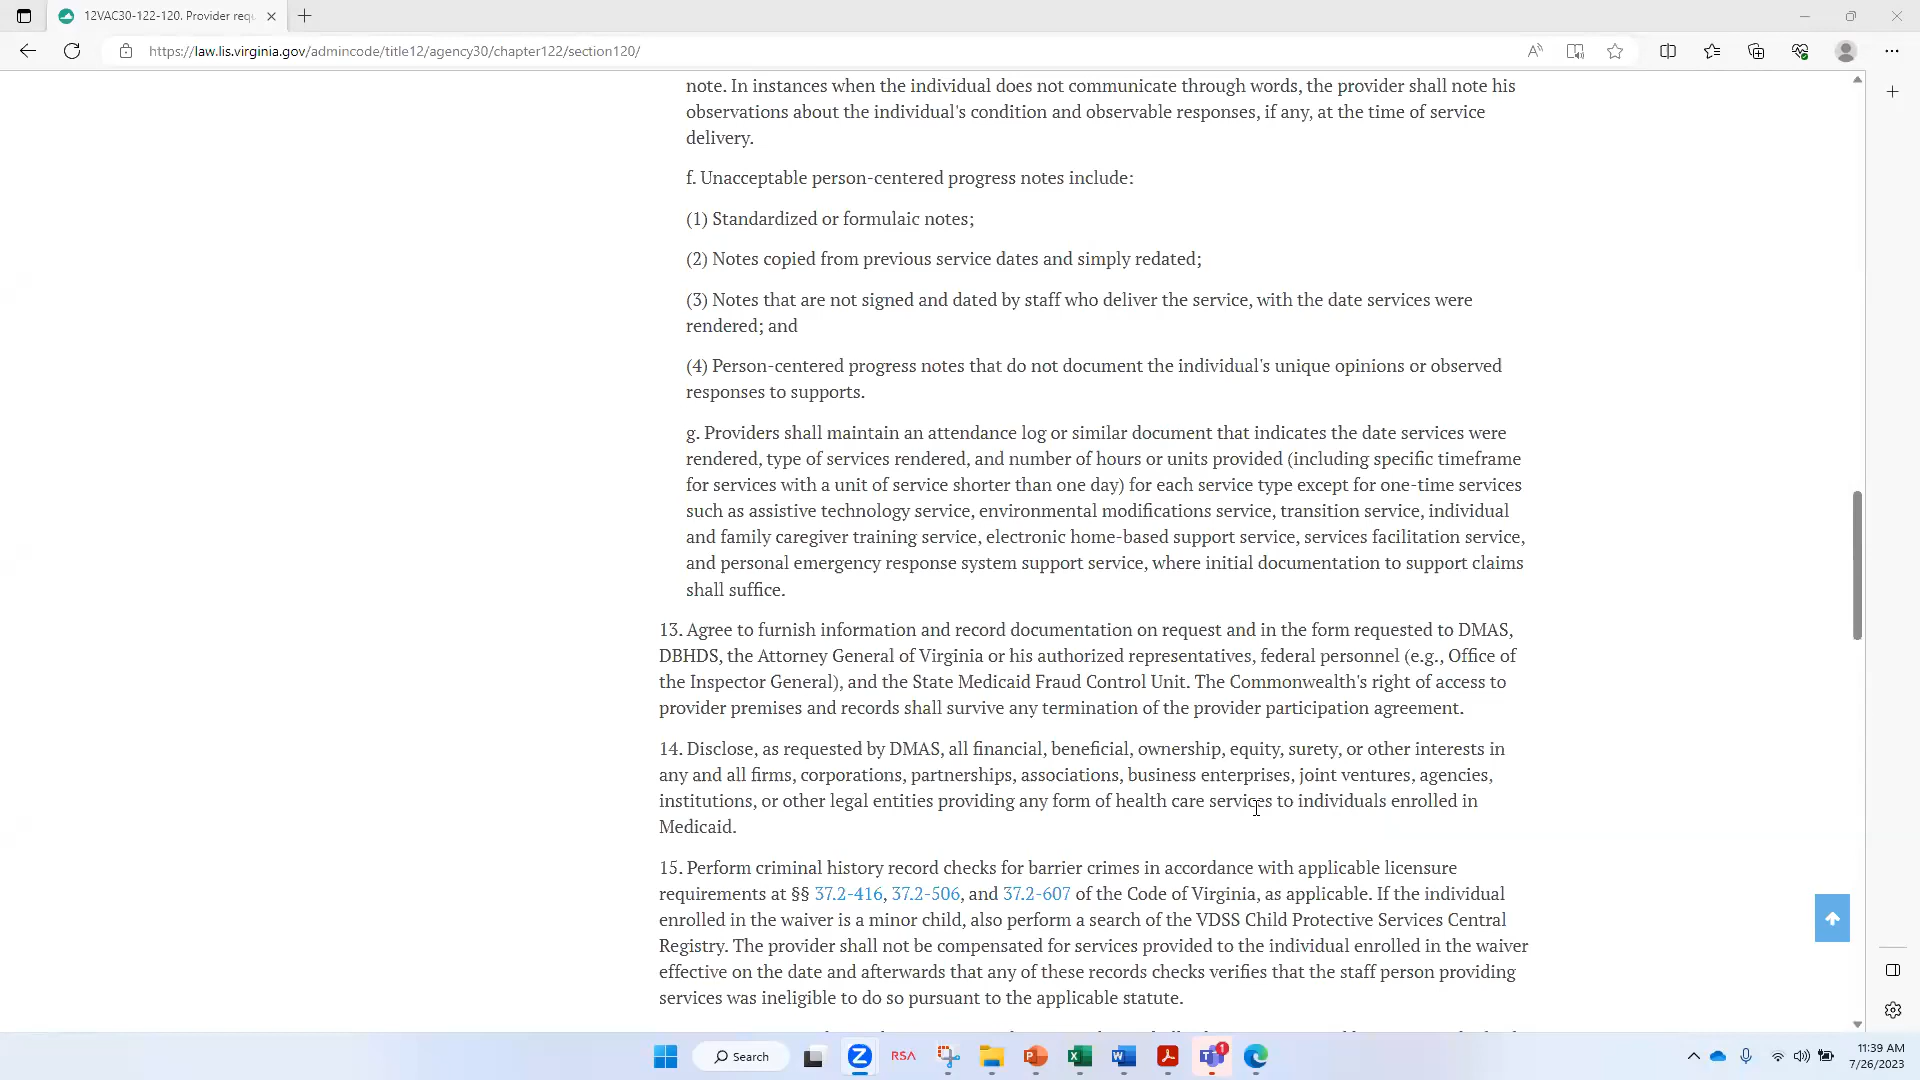 12VAC30-122-120. Provider req
https://law.lis.virginia.gov/admincode/title12/agency30/chapter122/section120/
note. In instances when the individual does not communicate through words, the provider shall note his
observations about the individual's condition and observable responses, if any, at the time of service
delivery.
f. Unacceptable person-centered progress notes include:
(1) Standardized or formulaic notes;
(2) Notes copied from previous service dates and simply redated;
(3) Notes that are not signed and dated by staff who deliver the service, with the date services were
rendered; and
(4) Person-centered progress notes that do not document the individual's unique opinions or observed
responses to supports.
g. Providers shall maintain an attendance log or similar document that indicates the date services were
rendered, type of services rendered, and number of hours or units provided (including specific timeframe
for services with a unit of service shorter than one day) for each service type except for one-time services
such as assistive technology service, environmental modifications service, transition service, individual
and family caregiver training service, electronic home-based support service, services facilitation service,
and personal emergency response system support service, where initial documentation to support claims
shall suffice.
13. Agree to furnish information and record documentation on request and in the form requested to DMAS,
DBHDS, the Attorney General of Virginia or his authorized representatives, federal personnel (e.g., Office of
the Inspector General), and the State Medicaid Fraud Control Unit. The Commonwealth's right of access to
provider premises and records shall survive any termination of the provider participation agreement.
14. Disclose, as requested by DMAS, all financial, beneficial, ownership, equity, surety, or other interests in
any and all firms, corporations, partnerships, associations, business enterprises, joint ventures, agencies,
institutions, or other legal entities providing any form of health care services to individuals enrolled in
Medicaid.
15. Perform criminal history record checks for barrier crimes in accordance with applicable licensure
requirements at §§ 37.2-416, 37.2-506, and 37.2-607 of the Code of Virginia, as applicable. If the individual
enrolled in the waiver is a minor child, also perform a search of the VDSS Child Protective Services Central
Registry. The provider shall not be compensated for services provided to the individual enrolled in the waiver
effective on the date and afterwards that any of these records checks verifies that the staff person providing
services was ineligible to do so pursuant to the applicable statute.
Search
RSA
1
11:39 AM
7/26/2023